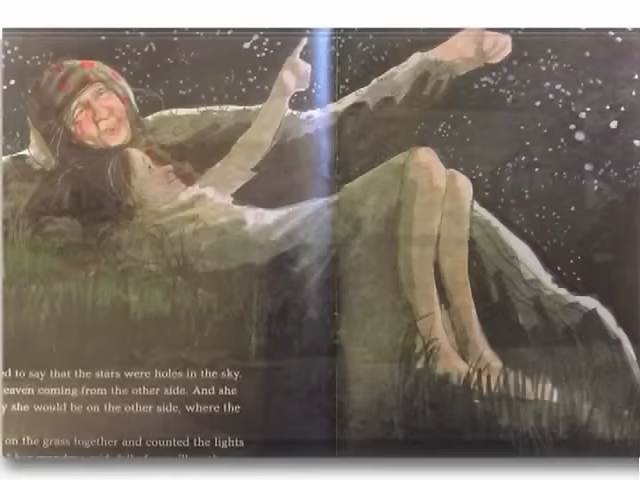 ed to say that the stars were holes in the sky.
eaven coming from the other side. And she
y she would be on the other side, where the
on the grass together and counted the lights